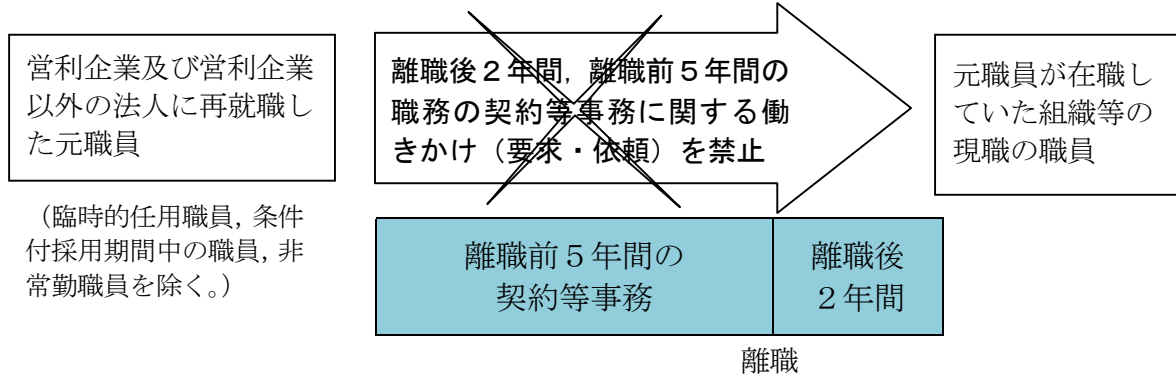 営利企業及び営利企業
以外の法人に再就職し
た元職員
（臨時的任用職員，条件
付採用期間中の職員，非
常勤職員を除く。）
離職後２年間，離職前５年間の
職務の契約等事務に関する働
きかけ（要求・依頼）を禁止
元職員が在職し
ていた組織等の
現職の職員
離職前５年間の
契約等事務
離職後
２年間
離職